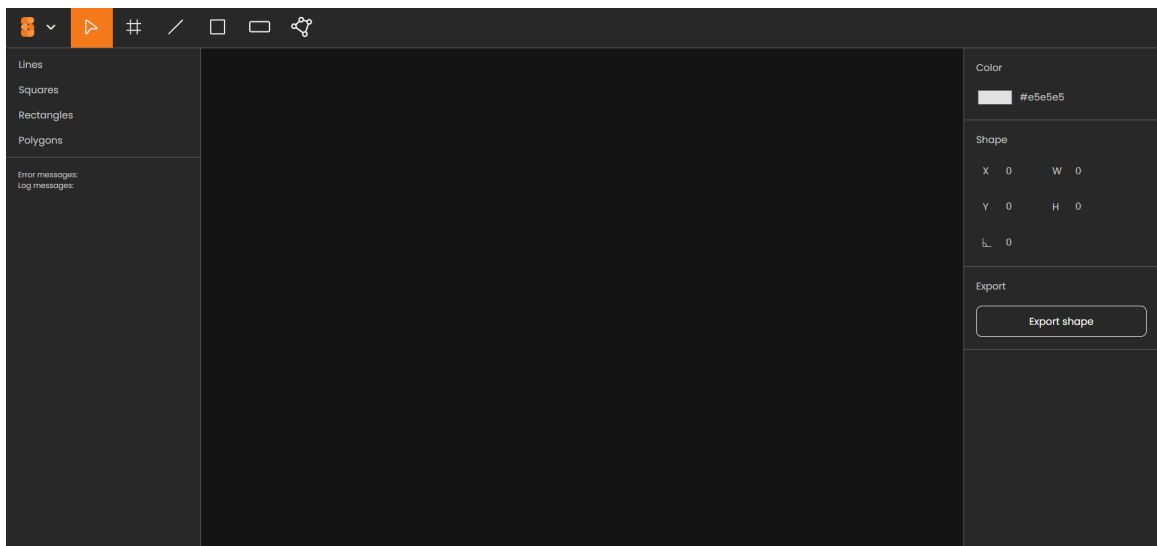 Lines
Squares
Rectangles
Polygons
Error messages:
Log messages:
Color
#e5e5e5
Shape
X 0 W 0
Y 0 H 0
0
Export
Export shape